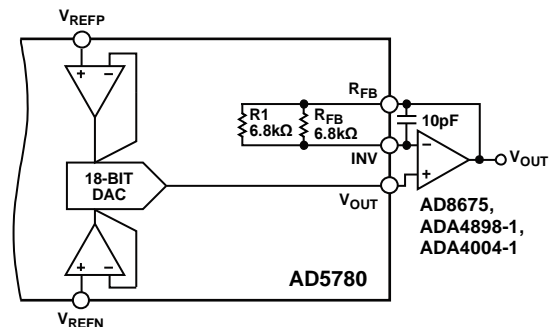 VREFP
+ −
R1
6.8kΩ
RFB
6.8kΩ
RFB
10pF
INV
−
+
VOUT
18-BIT
DAC
VOUT
AD8675,
ADA4898-1,
ADA4004-1
+ −
AD5780
VREFN